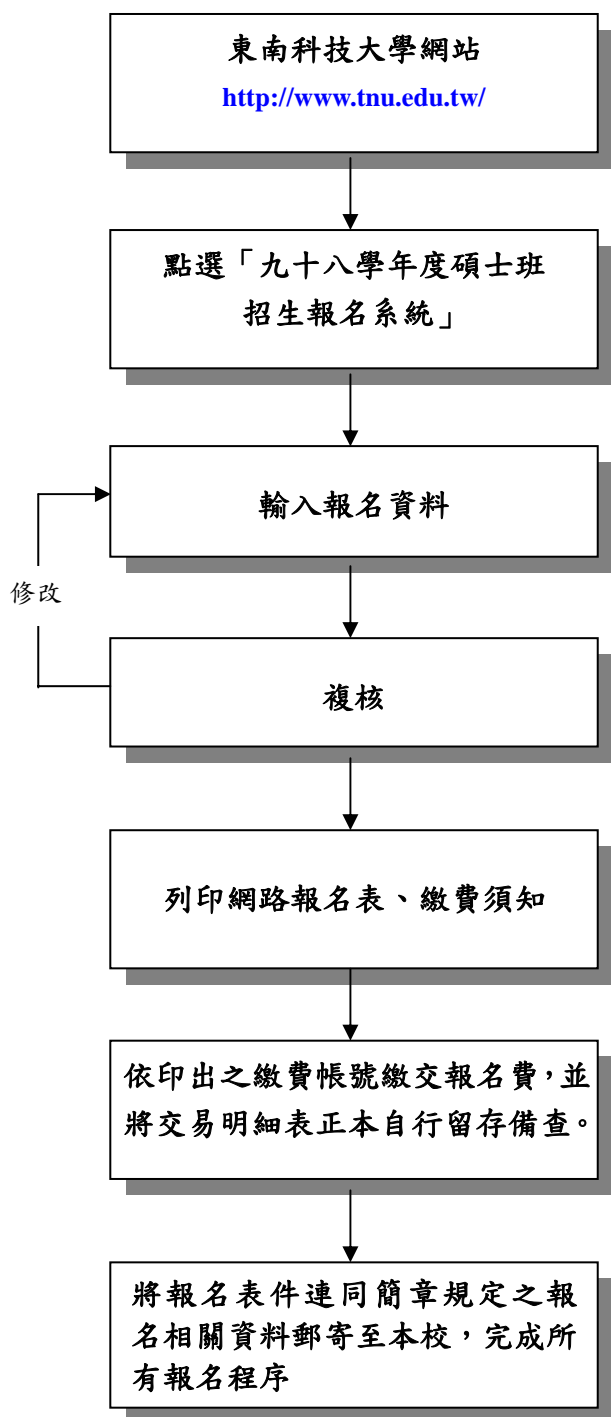 東南科技大學網站
http://www.tnu.edu.tw/
點選「九十八學年度碩士班
招生報名系統」
輸入報名資料
修改
複核
列印網路報名表、繳費須知
依印出之繳費帳號繳交報名費，並
將交易明細表正本自行留存備查。
將報名表件連同簡章規定之報
名相關資料郵寄至本校，完成所
有報名程序